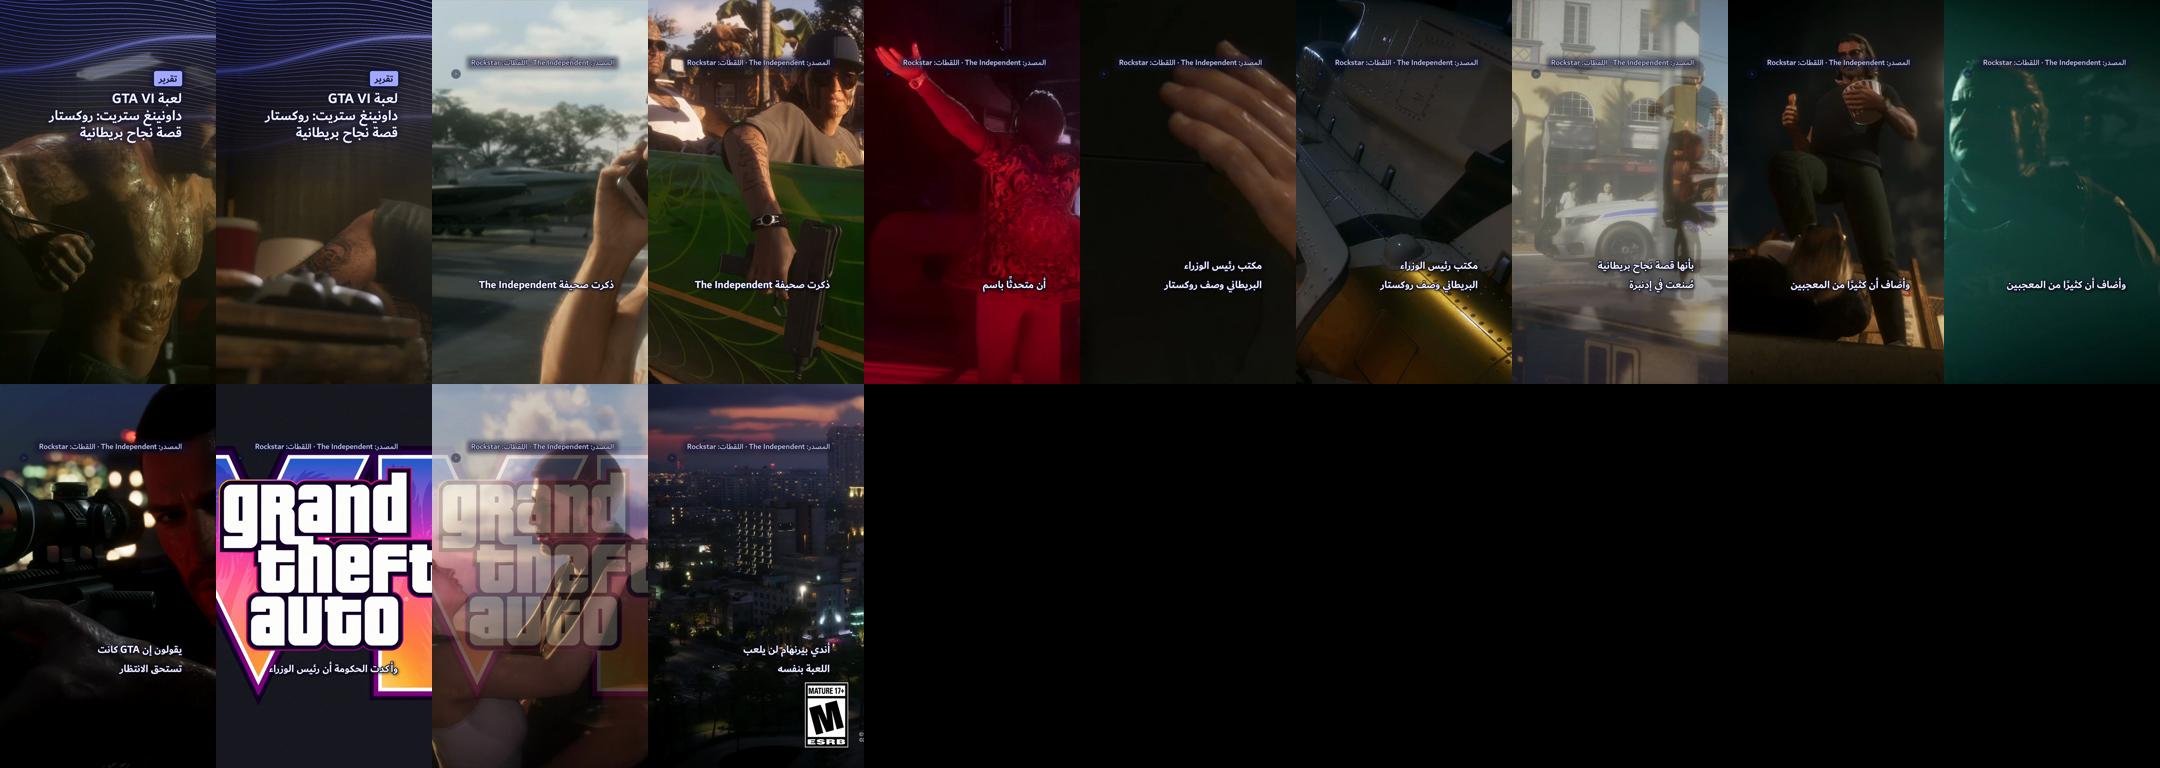 تقرير
لعبة GTA VI
داونينغ ستريت: روكستار
قصة نجاح بريطانية
تقرير
لعبة GTA VI
داونينغ ستريت: روكستار
قصة نجاح بريطانية
المصدر: The Independent · اللقطات: Rockstar
ذكرت صحيفة The Independent
المصدر: The Independent · اللقطات: Rockstar
ذكرت صحيفة The Independent
المصدر: The Independent · اللقطات: Rockstar
أن متحدثًا باسم
المصدر: The Independent · اللقطات: Rockstar
مكتب رئيس الوزراء
البريطاني وصف روكستار
المصدر: The Independent · اللقطات: Rockstar
مكتب رئيس الوزراء
البريطاني وصف روكستار
المصدر: The Independent · اللقطات: Rockstar
بأنها قصة نجاح بريطانية
صُنعت في إدنبرة
المصدر: The Independent · اللقطات: Rockstar
وأضاف أن كثيرًا من المعجبين
المصدر: The Independent · اللقطات: Rockstar
وأضاف أن كثيرًا من المعجبين
المصدر: The Independent · اللقطات: Rockstar
يقولون إن GTA كانت
تستحق الانتظار
المصدر: The Independent · اللقطات: Rockstar
grand
theft
auto
VI
وأكدت الحكومة أن رئيس الوزراء
المصدر: The Independent · اللقطات: Rockstar
grand
theft
auto
المصدر: The Independent · اللقطات: Rockstar
أندي بيرنهام لن يلعب
اللعبة بنفسه
MATURE 17+
M
ESRB